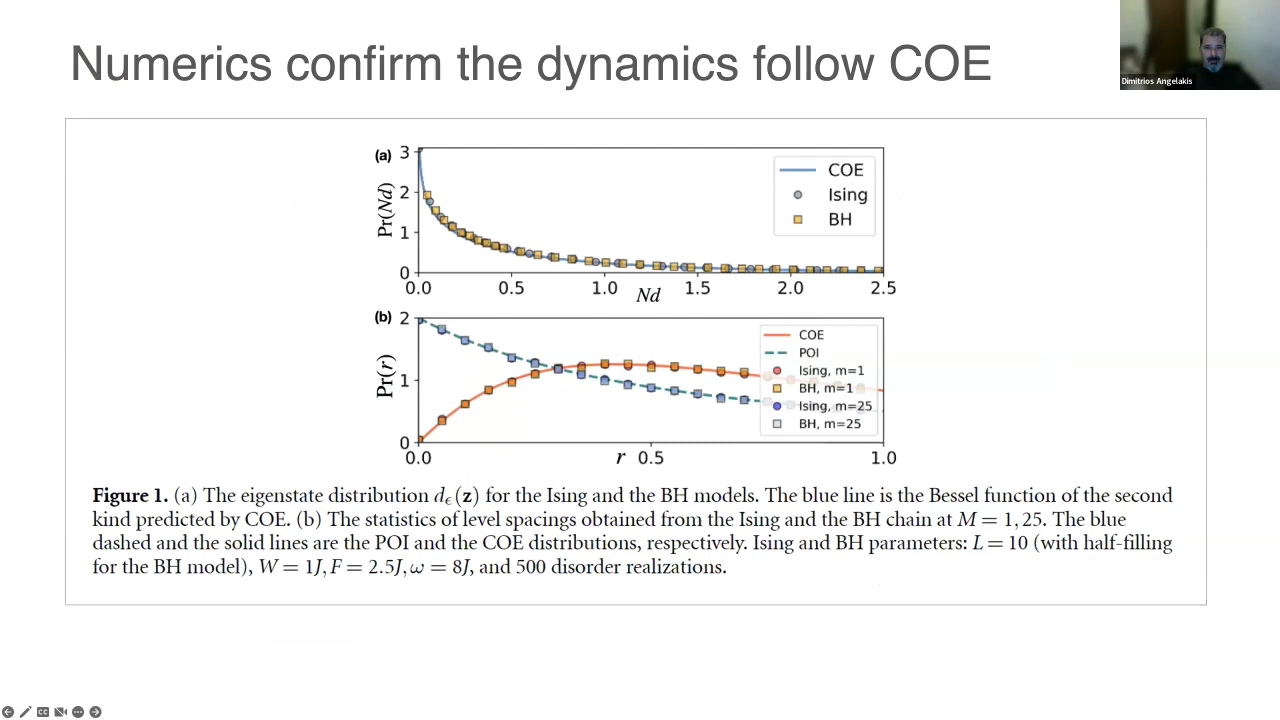 Numerics confirm the dynamics follow COE
Dimitrios Angelakis
(a)
3
2
1
0
Pr(Nd)
COE
Ising
BH
0.0 0.5 1.0 1.5 2.0 2.5
Nd
(b)
2
1
0
Pr(r)
COE
POI
Ising, m=1
BH, m=1
Ising, m=25
BH, m=25
0.0 r 0.5 1.0
Figure 1. (a) The eigenstate distribution dϵ(z) for the Ising and the BH models. The blue line is the Bessel function of the second
kind predicted by COE. (b) The statistics of level spacings obtained from the Ising and the BH chain at M = 1, 25. The blue
dashed and the solid lines are the POI and the COE distributions, respectively. Ising and BH parameters: L = 10 (with half-filling
for the BH model), W = 1J, F = 2.5J, ω = 8J, and 500 disorder realizations.
CC